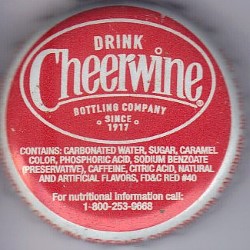 DRINK
Cheerwine®
BOTTLING COMPANY
SINCE
1917
CONTAINS: CARBONATED WATER, SUGAR, CARAMEL
COLOR, PHOSPHORIC ACID, SODIUM BENZOATE
(PRESERVATIVE), CAFFEINE, CITRIC ACID, NATURAL
AND ARTIFICIAL FLAVORS, FD&C RED #40
For nutritional information call:
1-800-253-9668